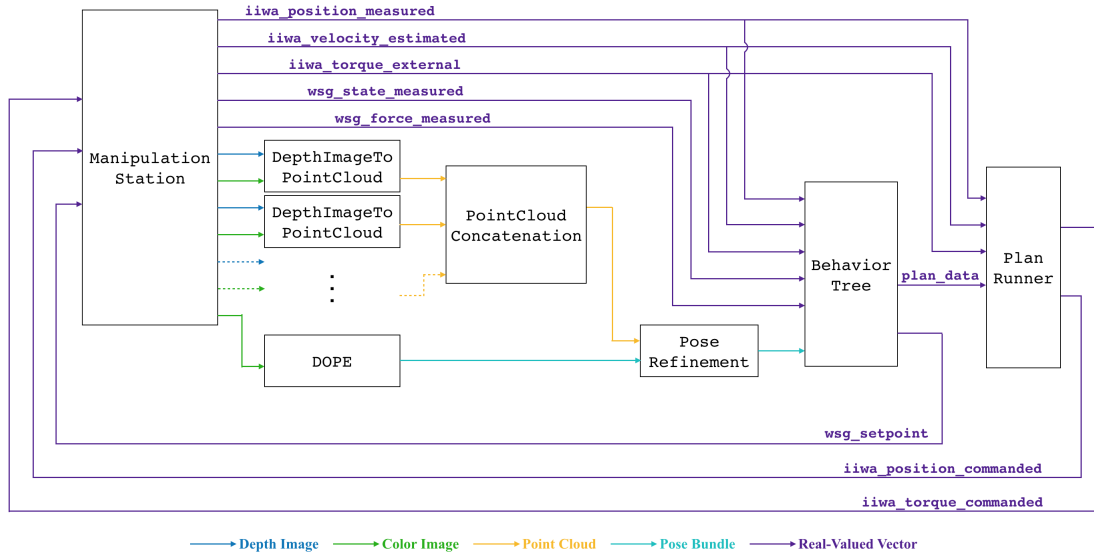 iiwa_position_measured
iiwa_velocity_estimated
iiwa_torque_external
wsg_state_measured
wsg_force_measured
Manipulation
Station
DepthImageTo
PointCloud
DepthImageTo
PointCloud
PointCloud
Concatenation
DOPE
Pose
Refinement
Behavior
Tree
plan_data
Plan
Runner
wsg_setpoint
iiwa_position_commanded
iiwa_torque_commanded
Depth Image
Color Image
Point Cloud
Pose Bundle
Real-Valued Vector